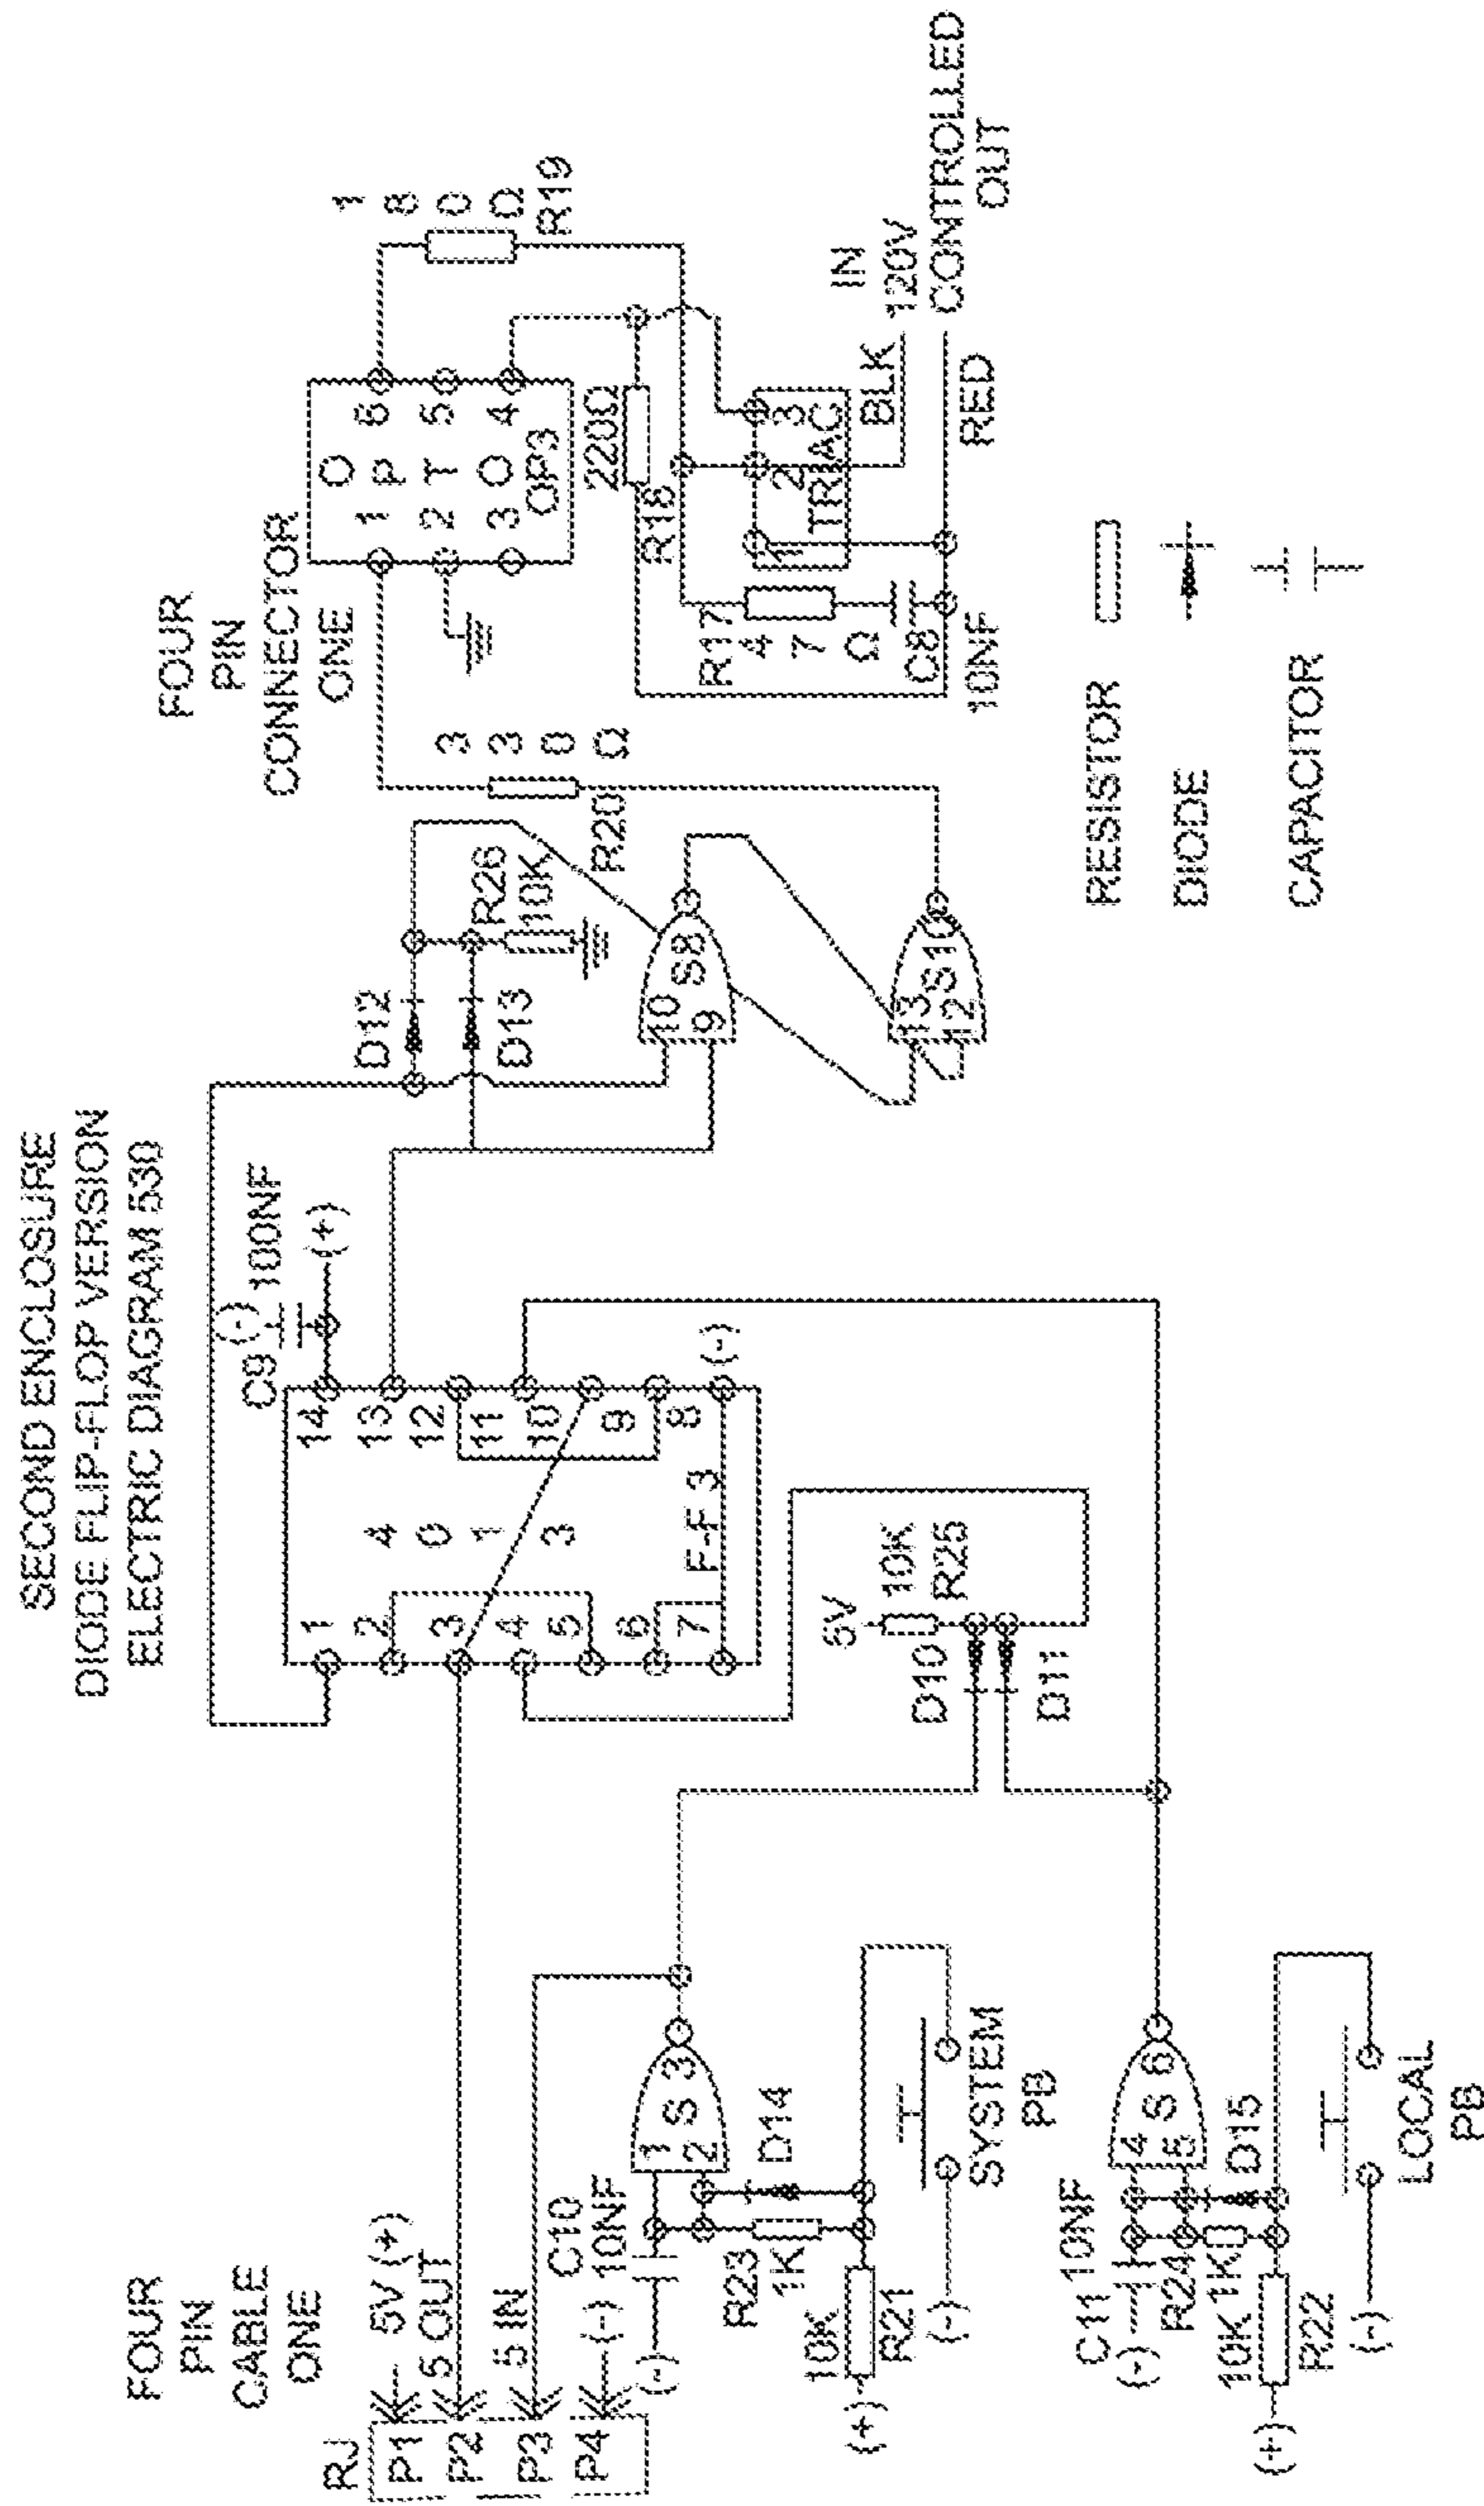 SECOND ENCLOSURE
DIODE FLIP-FLOP VERSION
ELECTRIC DIAGRAM 530
FOUR
PIN
CABLE
ONE
RJ
P1
P2
P3
P4
5V (+)
5 OUT
5 IN
(-)
(-)
C10
10NF
1
2
S 3
D14
R23
1K
10K
R21
(+)
(-)
SYSTEM
PB
C11
10NF
(-)
4
5
S 6
D15
R24
1K
10K
R22
(+)
(-)
LOCAL
PB
1
2
3
4
5
6
7
4
0
1
3
F-F 3
14
13
12
11
10
9
8
C9
(-)
100NF
(+)
(-)
5V
10K
R25
D10
D11
D12
D13
R26
10K
10
9
S8
13
12
S10
R20
3
3
0
Ω
FOUR
PIN
CONNECTOR
ONE
O
P
T
O
1
2
3
6
5
4
OP3
1
8
0
Ω
R19
220Ω
R18
R17
4
7
Ω
C8
10NF
1
2
3
TRIAC
BLK
RED
IN
120V
CONTROLLED
OUT
RESISTOR
DIODE
CAPACITOR